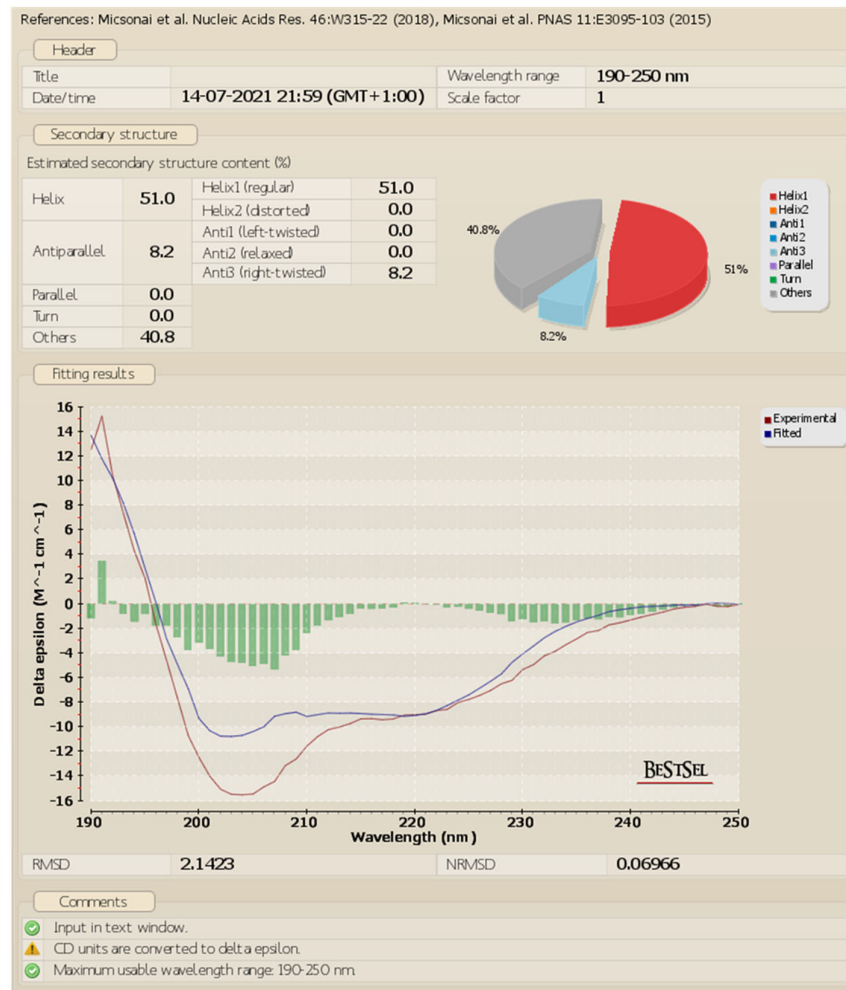 References: Micsonai et al. Nucleic Acids Res. 46:W315-22 (2018), Micsonai et al. PNAS 11:E3095-103 (2015)
Header
Title Wavelength range 190-250 nm
Date/time 14-07-2021 21:59 (GMT+1:00) Scale factor 1
Secondary structure
Estimated secondary structure content (%)
Helix 51.0
Helix1 (regular) 51.0
Helix2 (distorted) 0.0
Antiparallel 8.2
Anti1 (left-twisted) 0.0
Anti2 (relaxed) 0.0
Anti3 (right-twisted) 8.2
Parallel 0.0
Turn 0.0
Others 40.8
40.8%
51%
8.2%
Helix1
Helix2
Anti1
Anti2
Anti3
Parallel
Turn
Others
Fitting results
Delta epsilon (M^-1 cm^-1)
16
14
12
10
8
6
4
2
0
-2
-4
-6
-8
-10
-12
-14
-16
Experimental
Fitted
BESTSEL
190 200 210 220 230 240 250
Wavelength (nm)
RMSD 2.1423 NRMSD 0.06966
Comments
Input in text window.
CD units are converted to delta epsilon.
Maximum usable wavelength range: 190-250 nm.